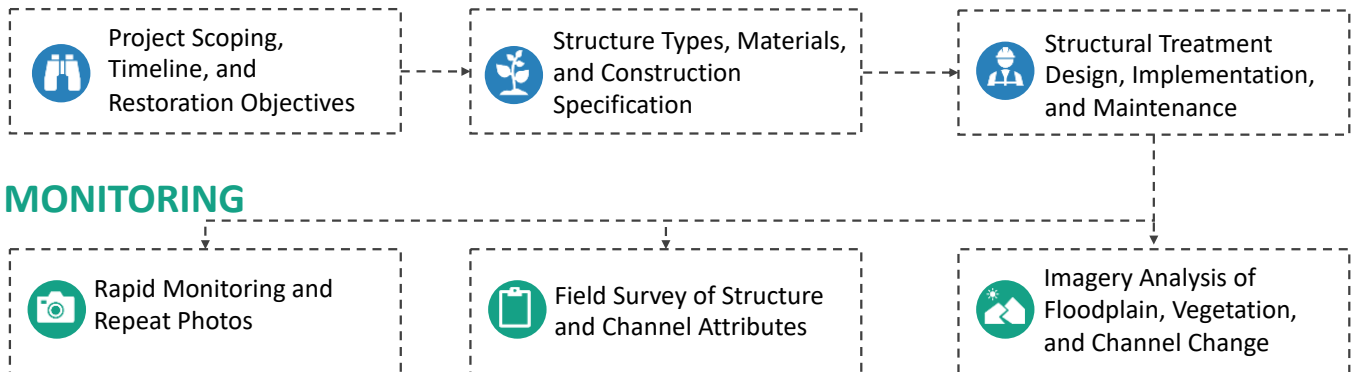 Project Scoping,
Timeline, and
Restoration Objectives
Structure Types, Materials,
and Construction
Specification
Structural Treatment
Design, Implementation,
and Maintenance
MONITORING
Rapid Monitoring and
Repeat Photos
Field Survey of Structure
and Channel Attributes
Imagery Analysis of
Floodplain, Vegetation,
and Channel Change